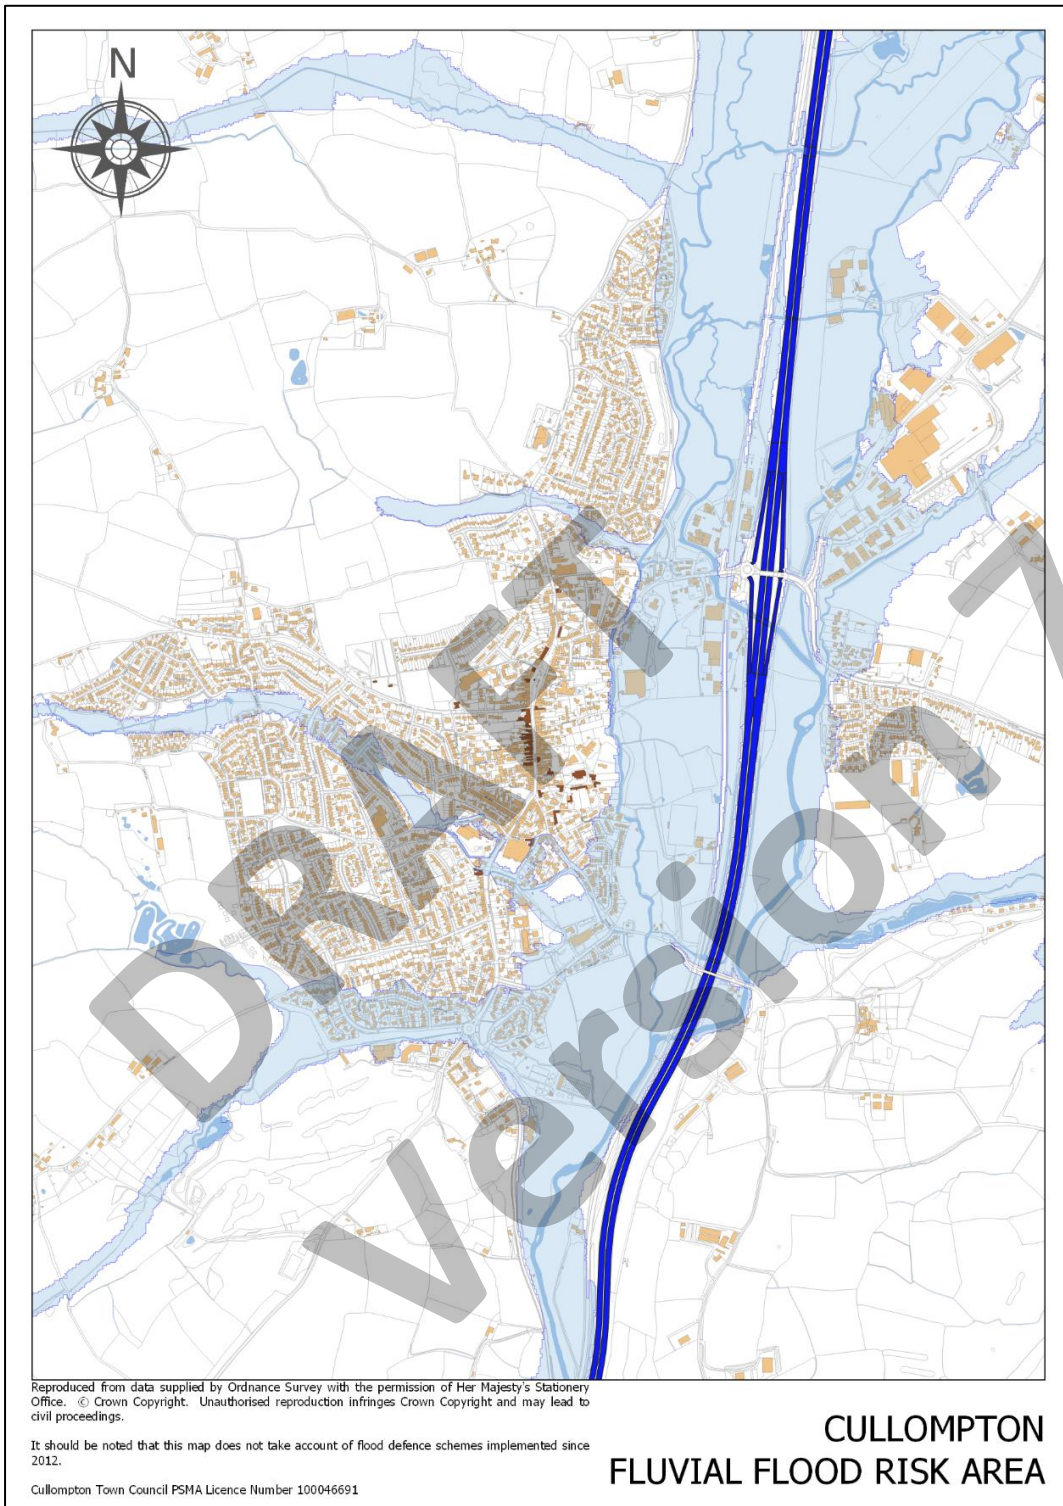 N
DRAFT
Version 7
Reproduced from data supplied by Ordnance Survey with the permission of Her Majesty's Stationery
Office. © Crown Copyright. Unauthorised reproduction infringes Crown Copyright and may lead to
civil proceedings.
It should be noted that this map does not take account of flood defence schemes implemented since
2012.
Cullompton Town Council PSMA Licence Number 100046691
CULLOMPTON
FLUVIAL FLOOD RISK AREA